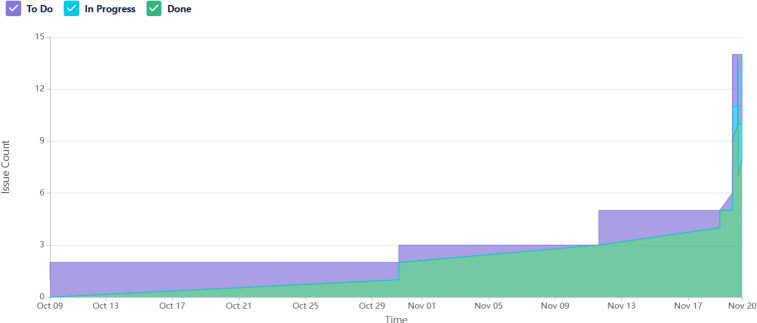 To Do In Progress Done
15
12
9
6
3
0
Issue Count
Oct 09 Oct 13 Oct 17 Oct 21 Oct 25 Oct 29 Nov 01 Nov 05 Nov 09 Nov 13 Nov 17 Nov 20
Time